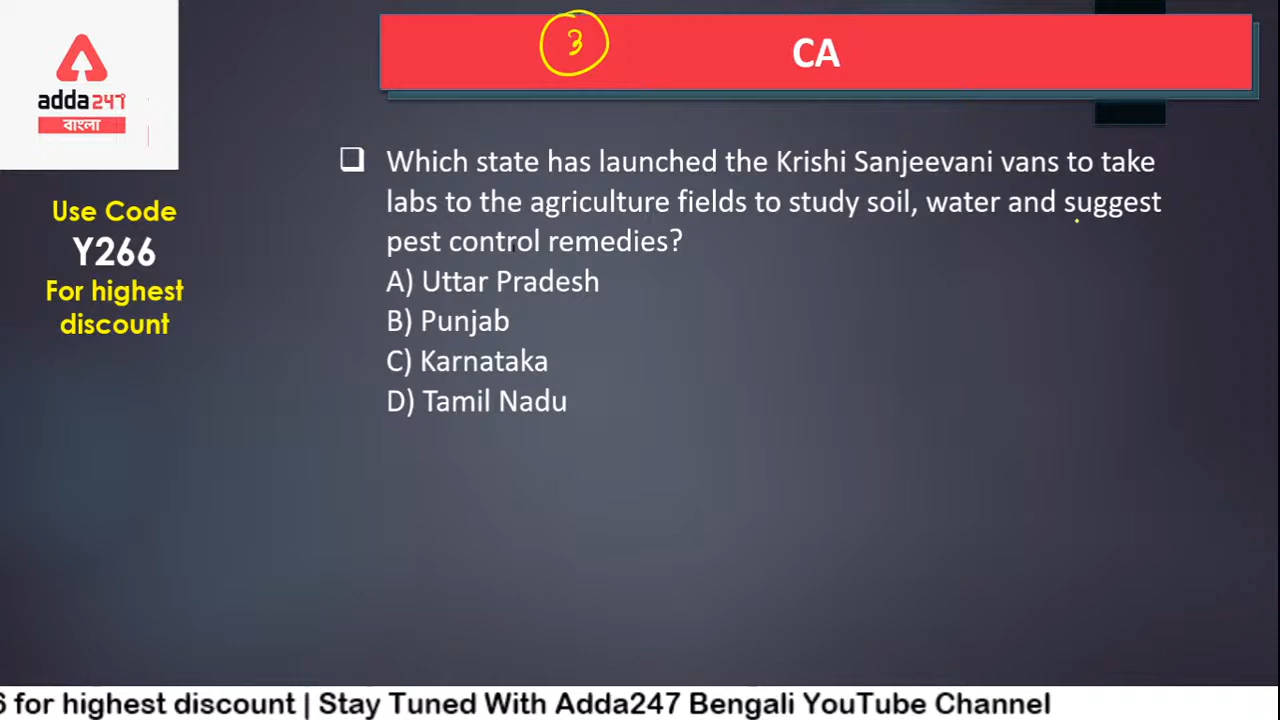 3
CA
adda247
বাংলা
Use Code
Y266
For highest
discount
❑ Which state has launched the Krishi Sanjeevani vans to take
labs to the agriculture fields to study soil, water and suggest
pest control remedies?
A) Uttar Pradesh
B) Punjab
C) Karnataka
D) Tamil Nadu
6 for highest discount | Stay Tuned With Adda247 Bengali YouTube Channel